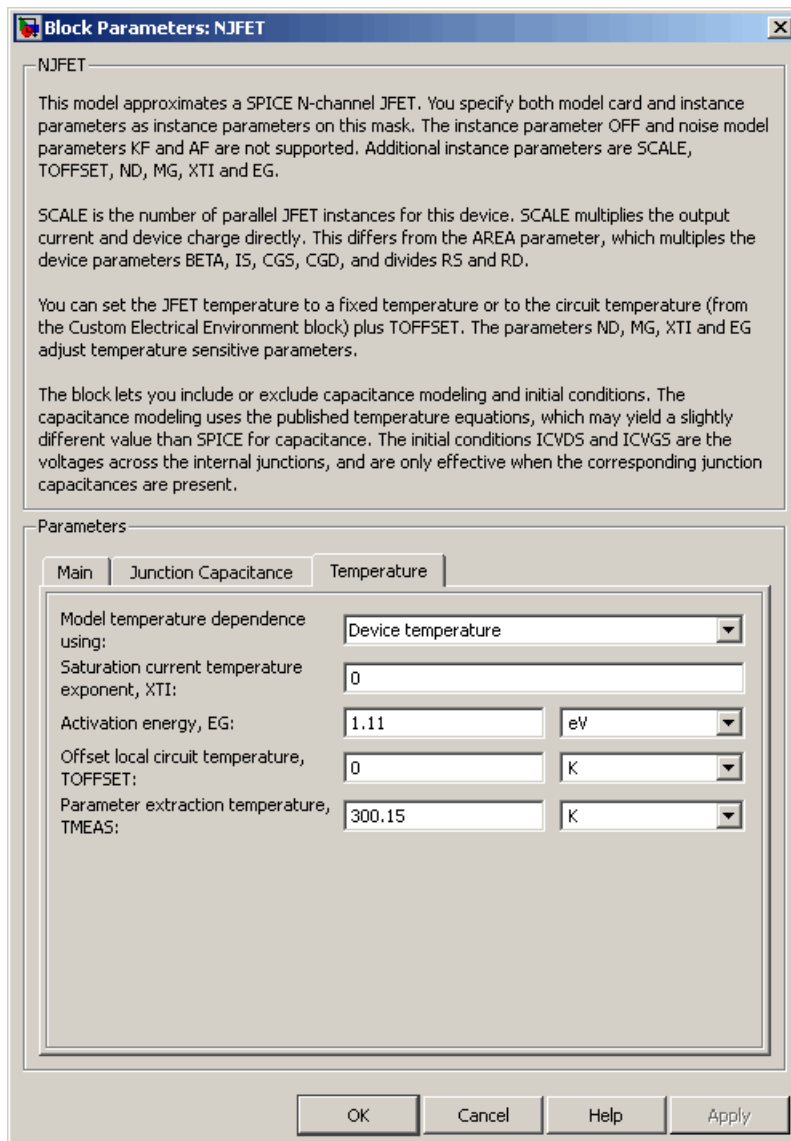 Block Parameters: NJFET
NJFET
This model approximates a SPICE N-channel JFET. You specify both model card and instance
parameters as instance parameters on this mask. The instance parameter OFF and noise model
parameters KF and AF are not supported. Additional instance parameters are SCALE,
TOFFSET, ND, MG, XTI and EG.
SCALE is the number of parallel JFET instances for this device. SCALE multiplies the output
current and device charge directly. This differs from the AREA parameter, which multiples the
device parameters BETA, IS, CGS, CGD, and divides RS and RD.
You can set the JFET temperature to a fixed temperature or to the circuit temperature (from
the Custom Electrical Environment block) plus TOFFSET. The parameters ND, MG, XTI and EG
adjust temperature sensitive parameters.
The block lets you include or exclude capacitance modeling and initial conditions. The
capacitance modeling uses the published temperature equations, which may yield a slightly
different value than SPICE for capacitance. The initial conditions ICVDS and ICVGS are the
voltages across the internal junctions, and are only effective when the corresponding junction
capacitances are present.
Parameters
Main Junction Capacitance Temperature
Model temperature dependence
using:
Device temperature
Saturation current temperature
exponent, XTI:
0
Activation energy, EG:
1.11 eV
Offset local circuit temperature,
TOFFSET:
0 K
Parameter extraction temperature,
TMEAS:
300.15 K
OK Cancel Help Apply